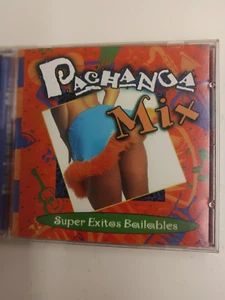 PACHANGA
Mix
Super Exitos Bailables